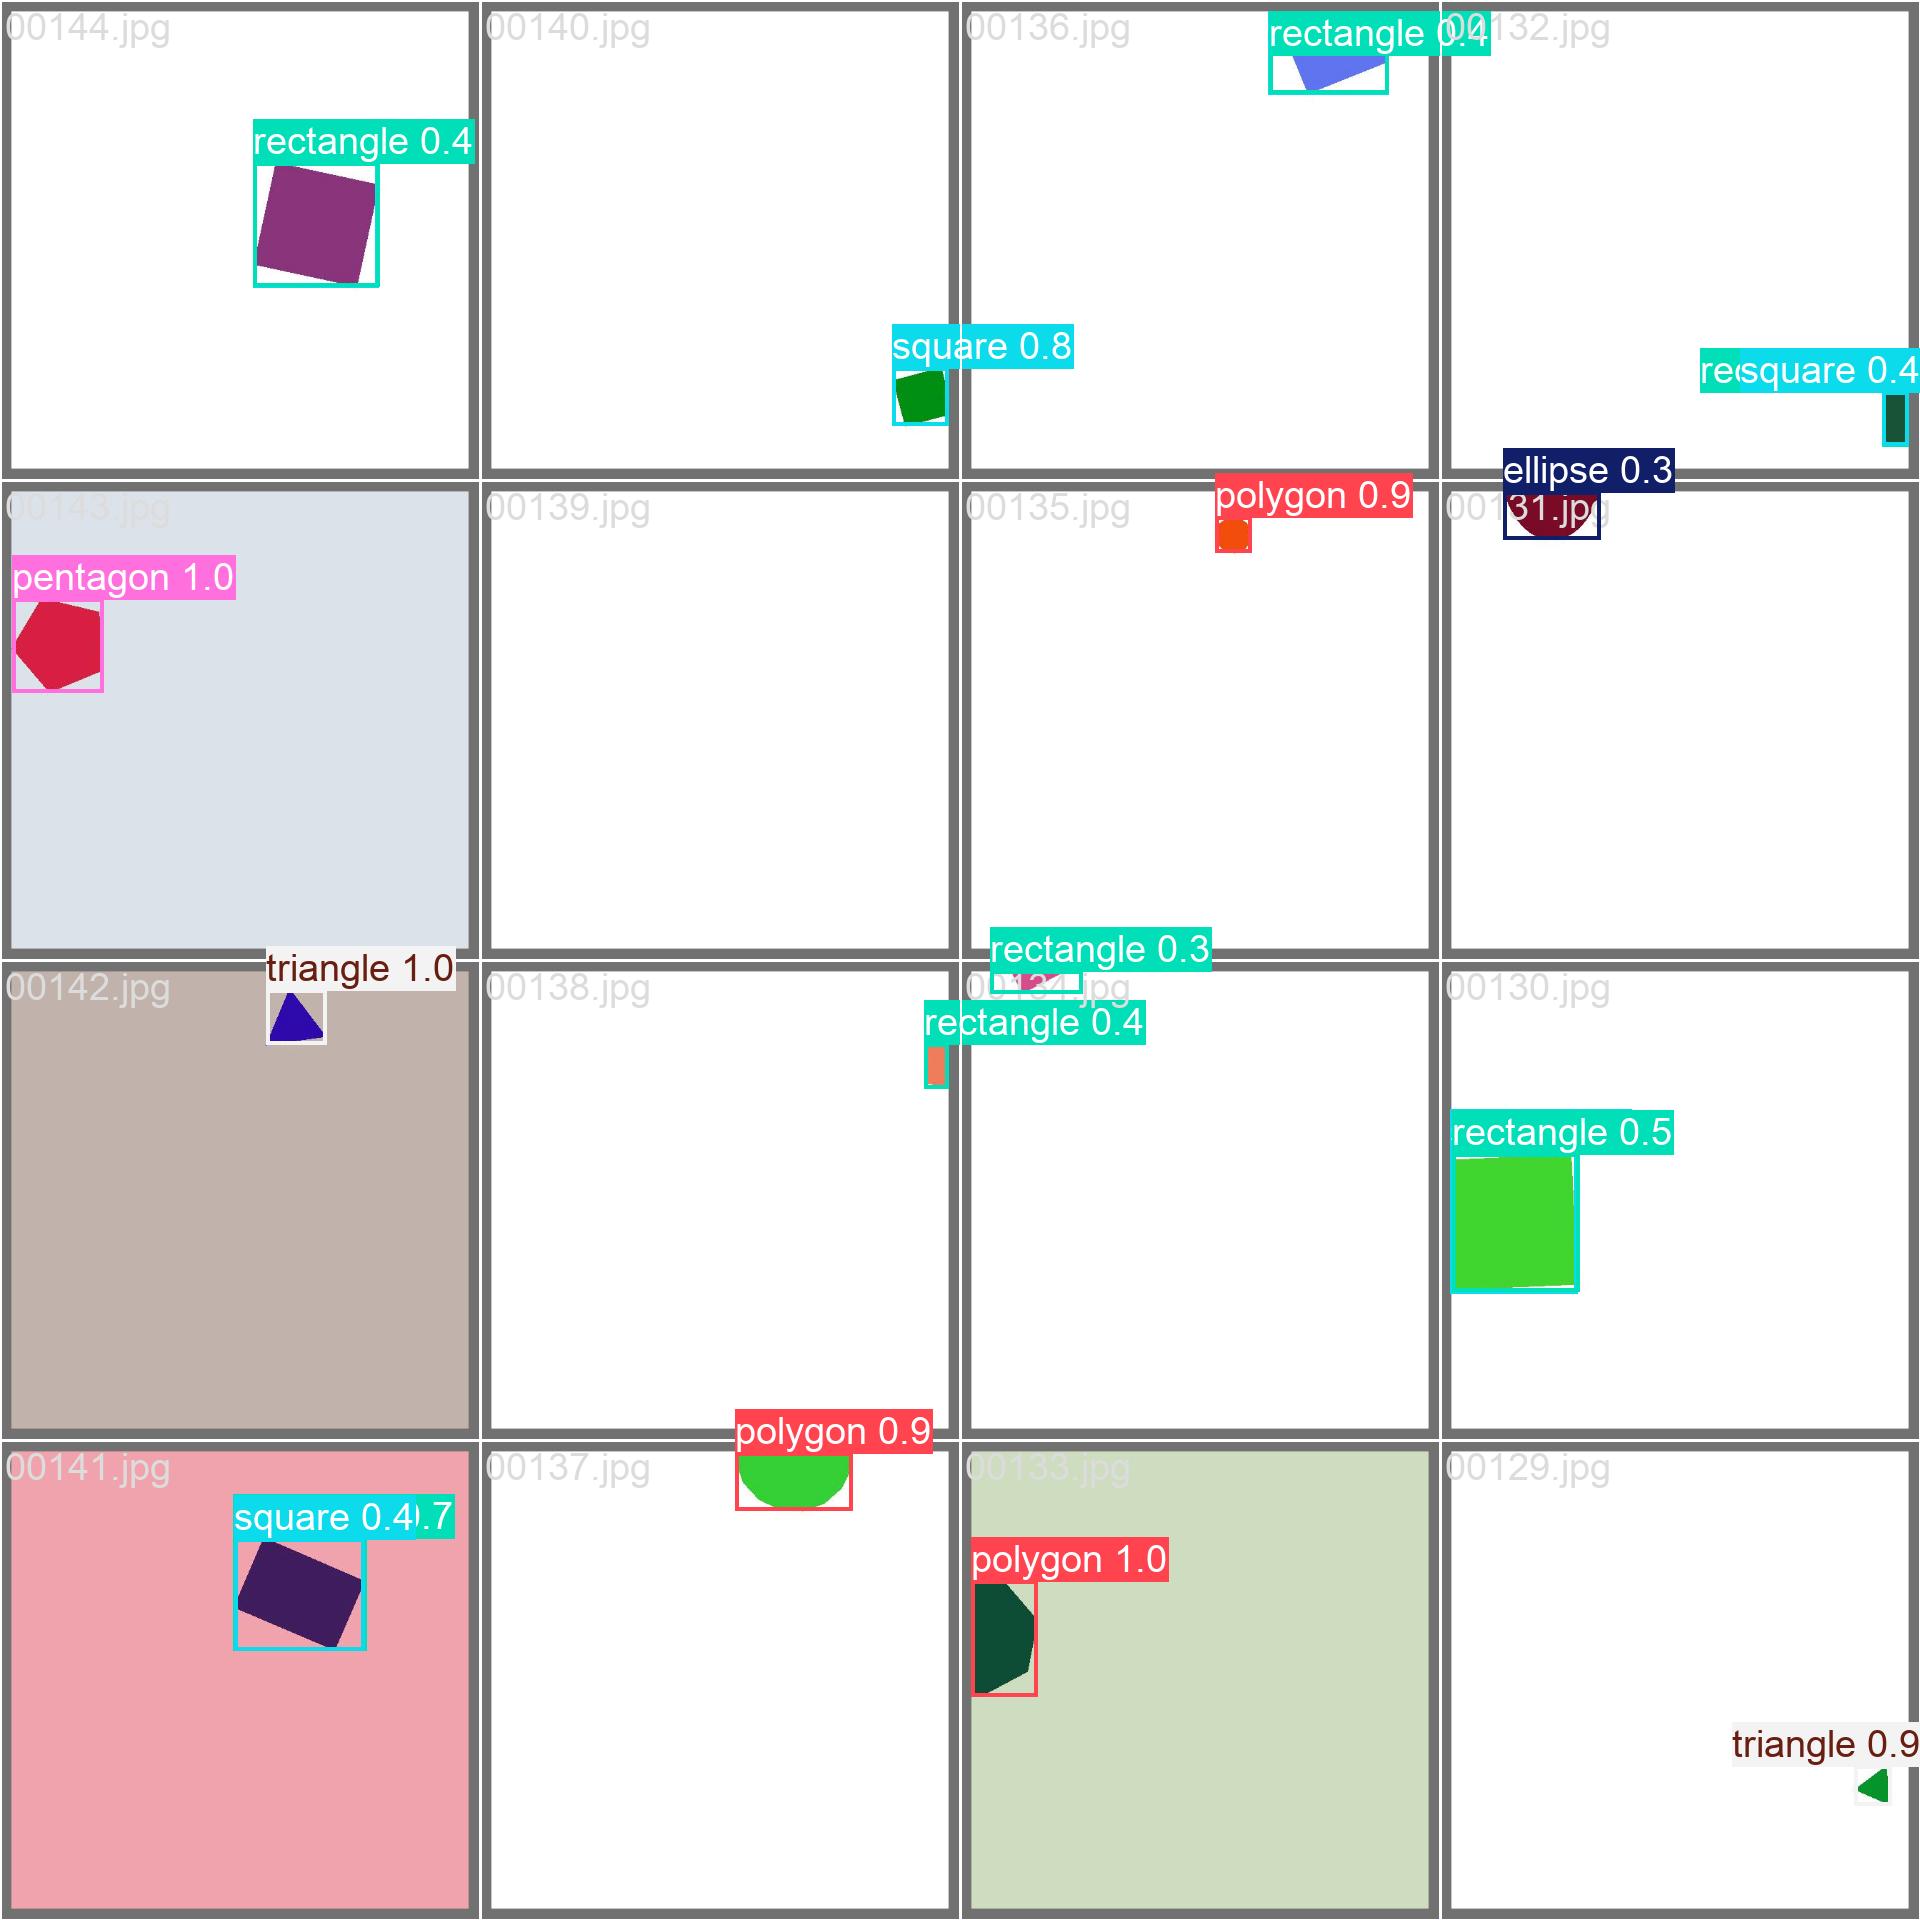 00144.jpg
00140.jpg
00136.jpg
rectangle 0.4
00132.jpg
rectangle 0.4
square 0.8
square 0.4
00143.jpg
00139.jpg
00135.jpg
polygon 0.9
00131.jpg
ellipse 0.3
pentagon 1.0
00142.jpg
triangle 1.0
00138.jpg
rectangle 0.3
00134.jpg
rectangle 0.4
00130.jpg
rectangle 0.5
00141.jpg
square 0.4
.7
00137.jpg
polygon 0.9
00133.jpg
polygon 1.0
00129.jpg
triangle 0.9